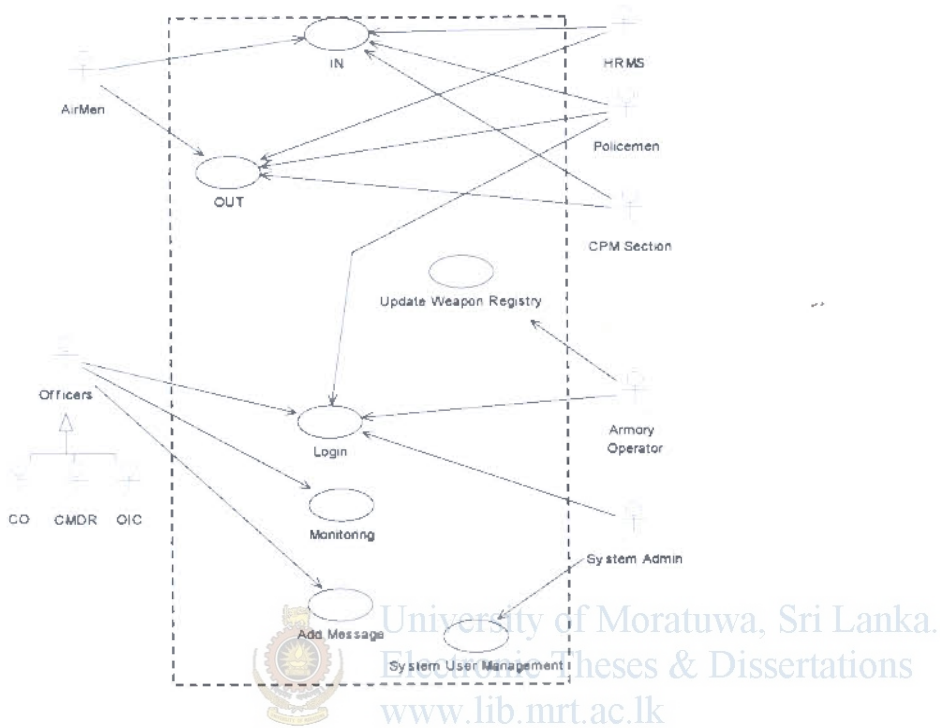 IN
HRMS
AirMen
Policemen
OUT
CPM Section
Update Weapon Registry
Officers
Armory
Operator
Login
CO
CMDR
OIC
Monitoring
System Admin
Add Message
System User Management
University of Moratuwa, Sri Lanka.
Electronic Theses & Dissertations
www.lib.mrt.ac.lk